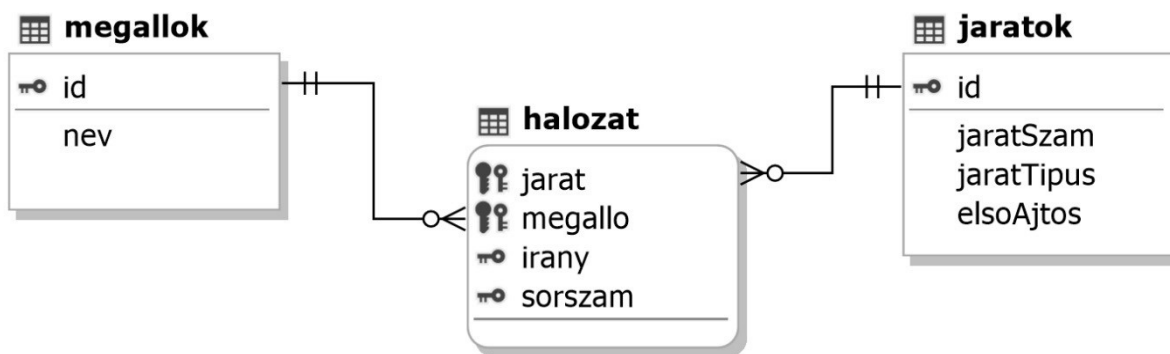 megallok
id
nev
halozat
jarat
megallo
irany
sorszam
jaratok
id
jaratSzam
jaratTipus
elsoAjtos